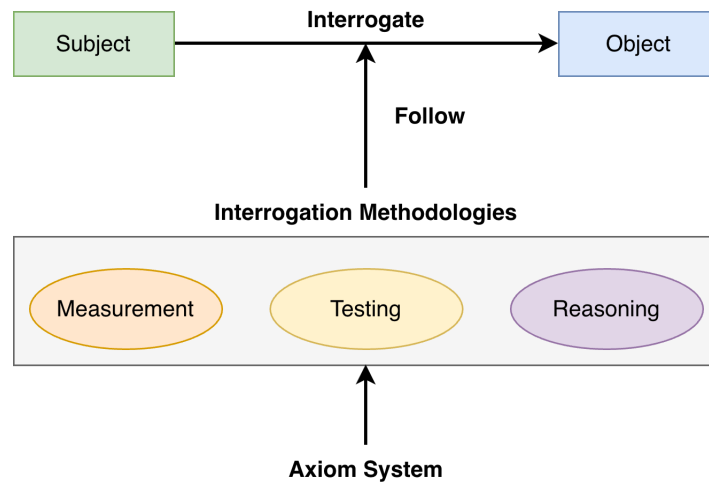 Interrogate
Subject
Object
Follow
Interrogation Methodologies
Measurement
Testing
Reasoning
Axiom System